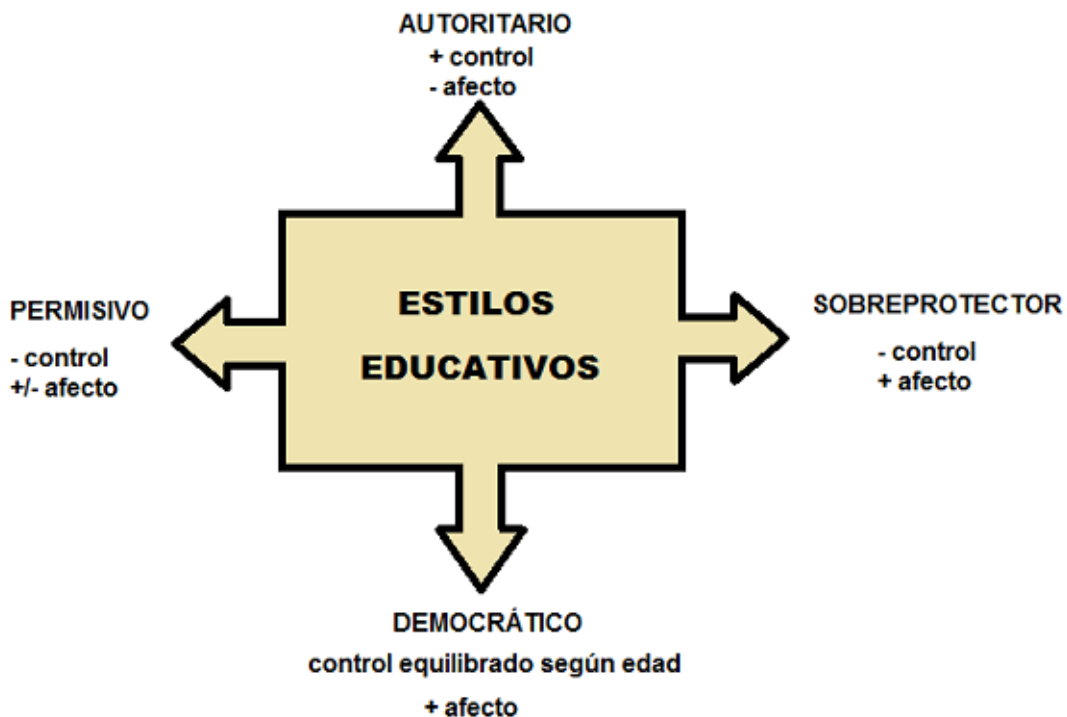 AUTORITARIO
+ control
- afecto
ESTILOS
EDUCATIVOS
PERMISIVO
- control
+/- afecto
SOBREPROTECTOR
- control
+ afecto
DEMOCRÁTICO
control equilibrado según edad
+ afecto